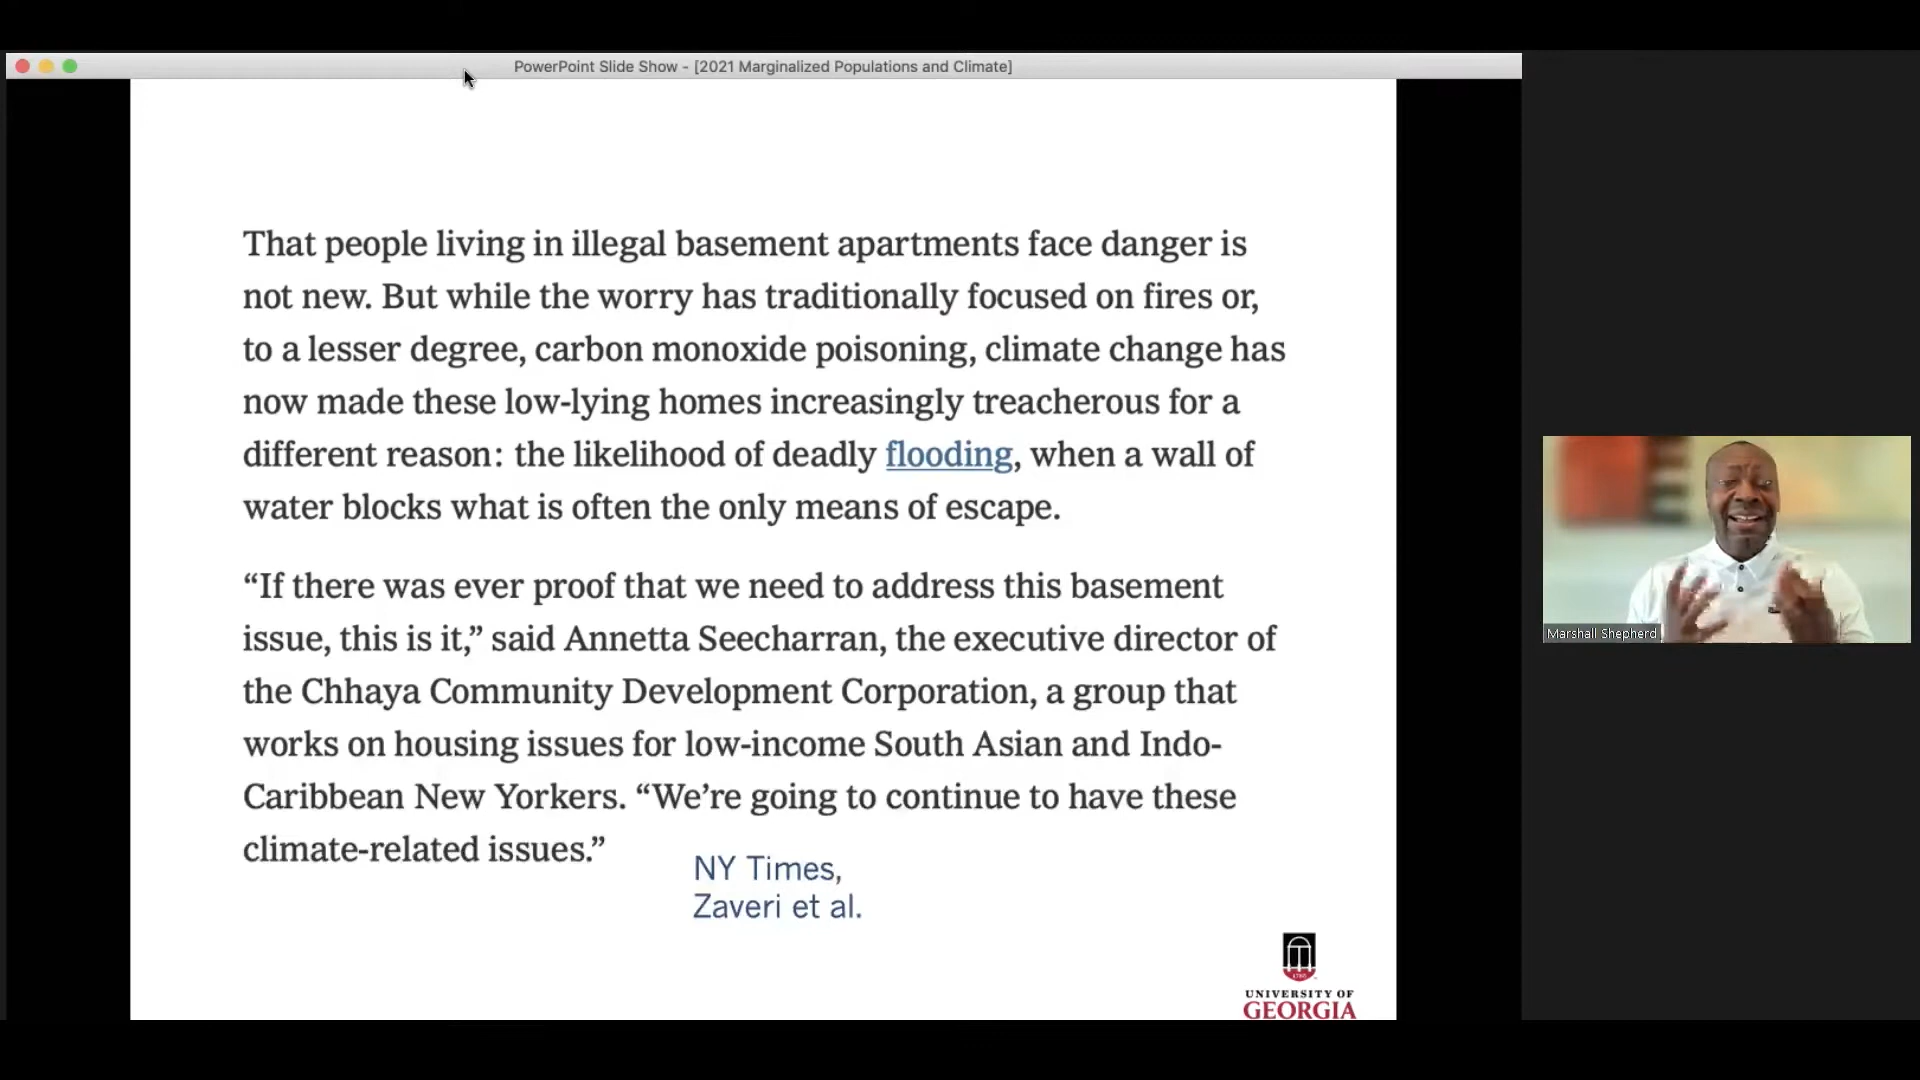 PowerPoint Slide Show - [2021 Marginalized Populations and Climate]
That people living in illegal basement apartments face danger is
not new. But while the worry has traditionally focused on fires or,
to a lesser degree, carbon monoxide poisoning, climate change has
now made these low-lying homes increasingly treacherous for a
different reason: the likelihood of deadly flooding, when a wall of
water blocks what is often the only means of escape.
“If there was ever proof that we need to address this basement
issue, this is it,” said Annetta Seecharran, the executive director of
the Chhaya Community Development Corporation, a group that
works on housing issues for low-income South Asian and Indo-
Caribbean New Yorkers. “We’re going to continue to have these
climate-related issues.”
NY Times,
Zaveri et al.
UNIVERSITY OF
GEORGIA
Marshall Shepherd